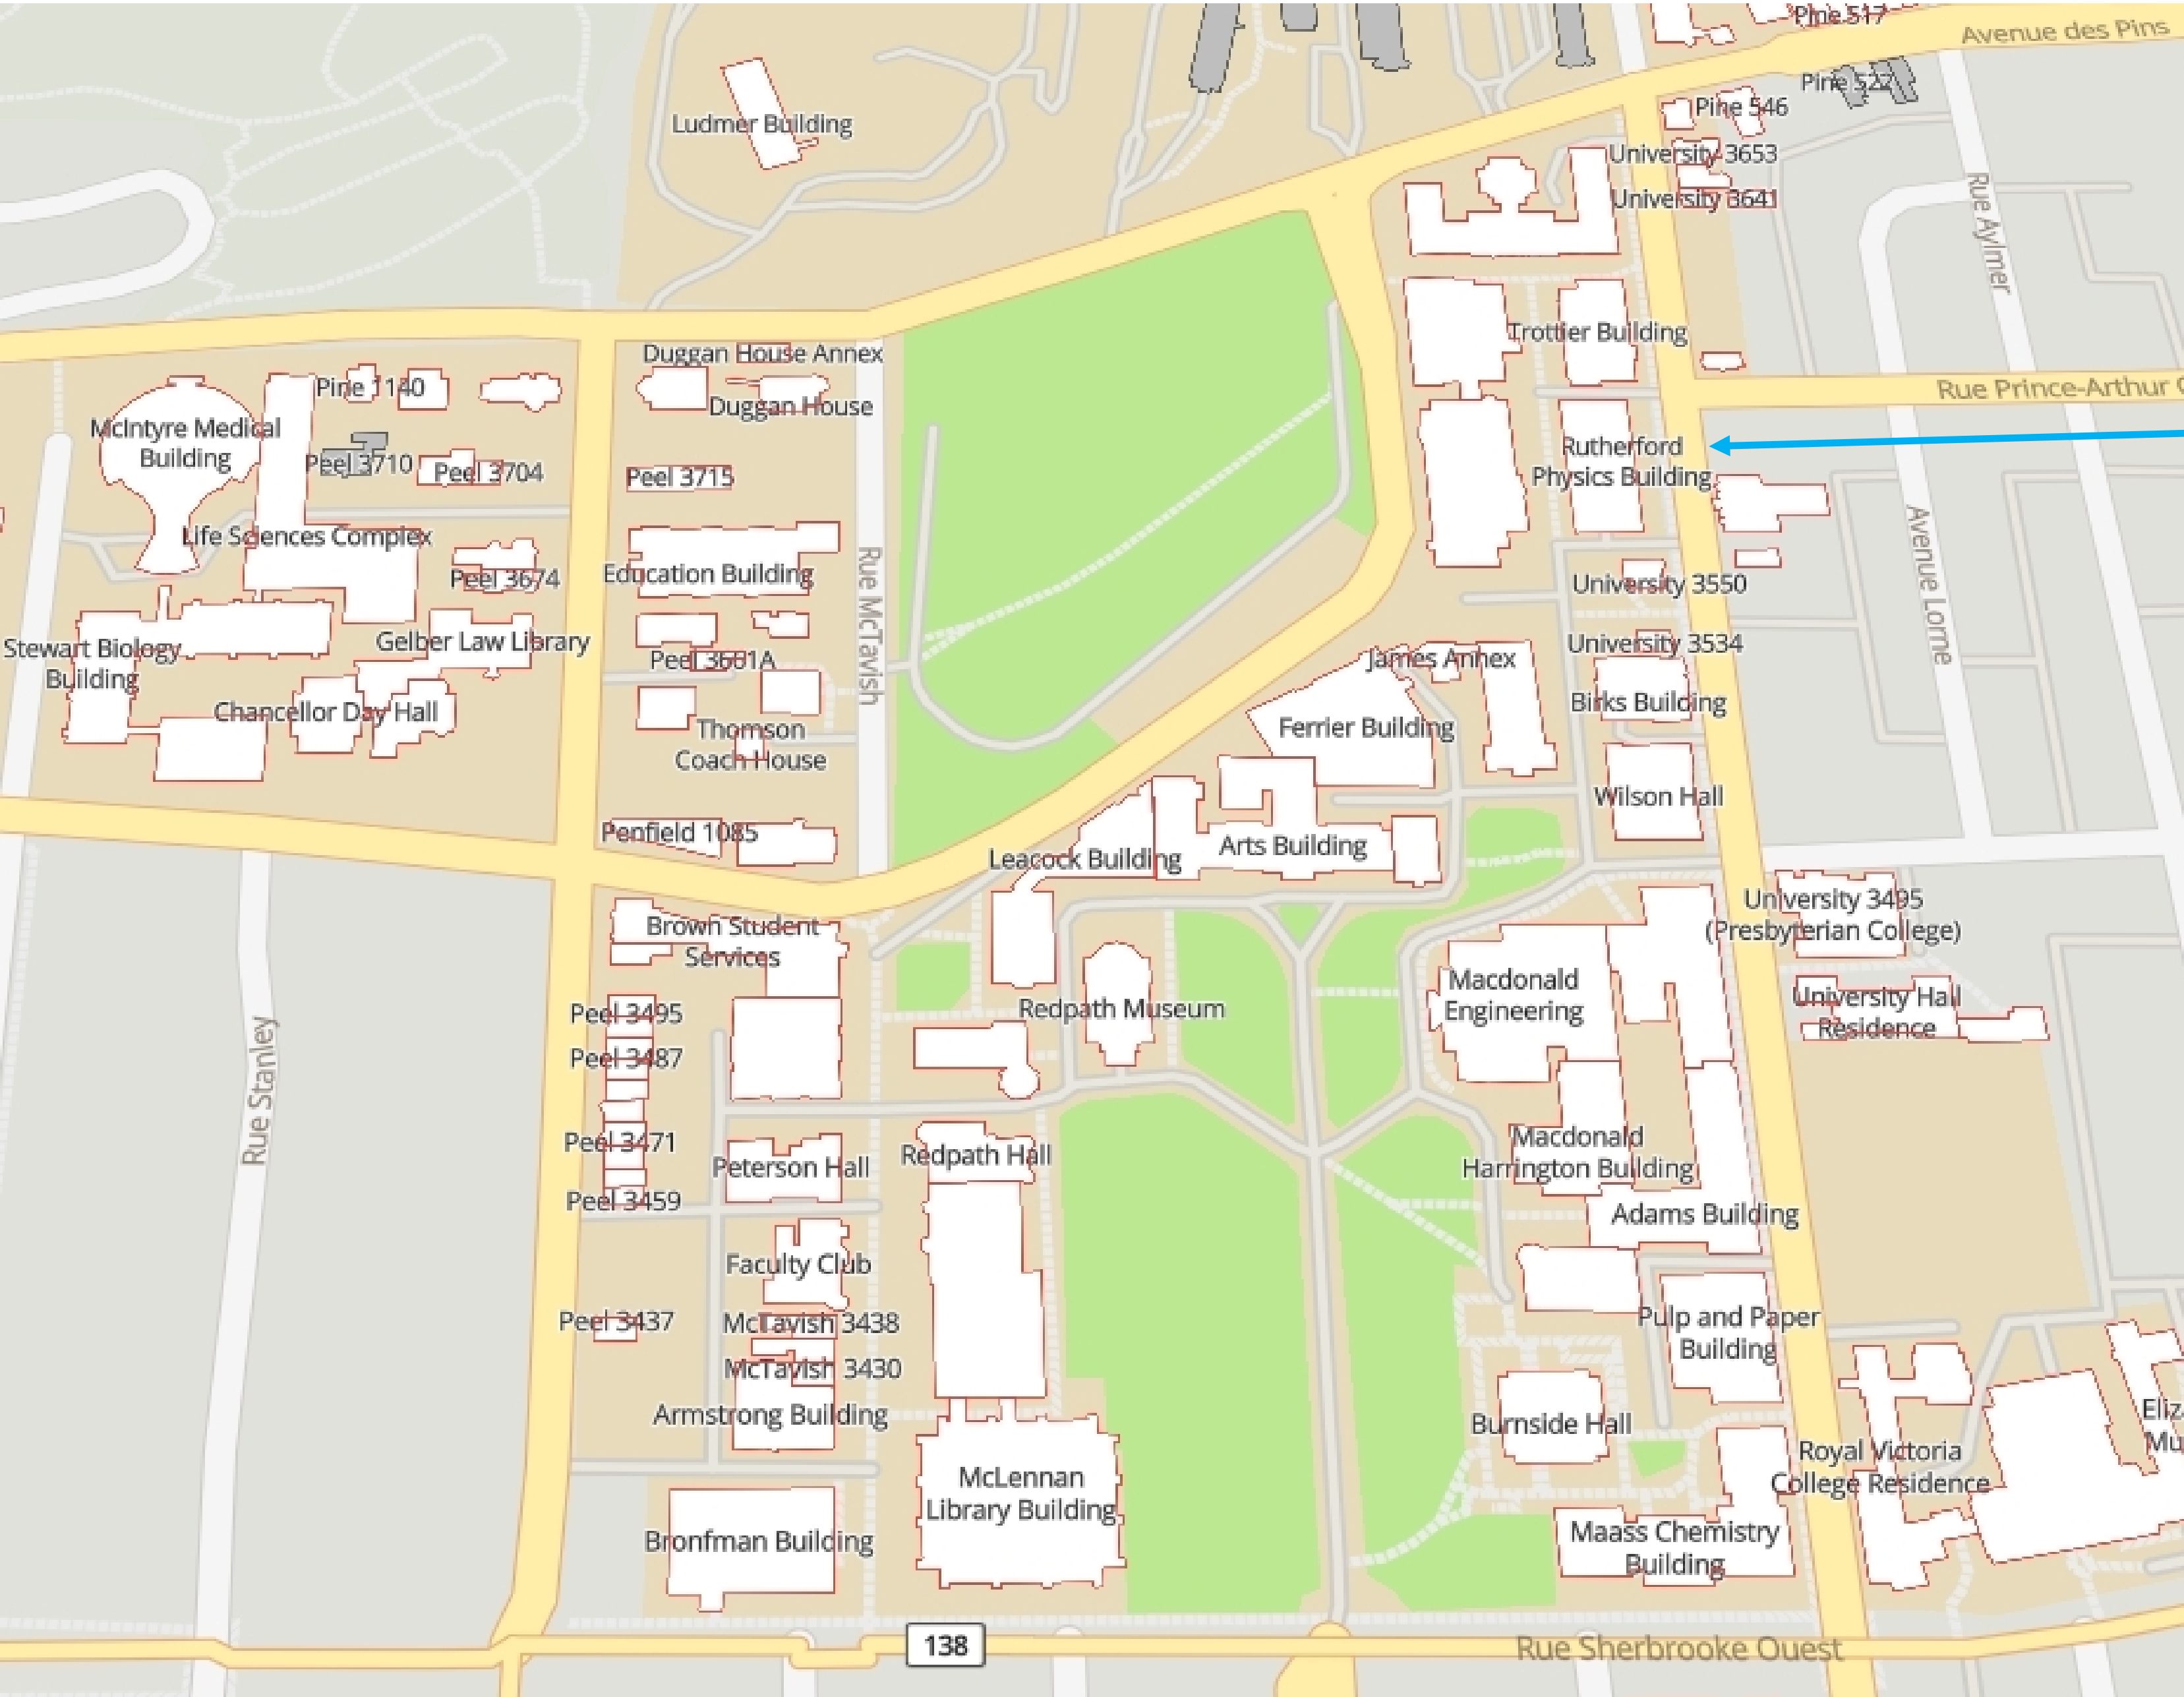 Pine 517
Avenue des Pins
Pine 522
Pine 546
Ludmer Building
University 3653
University 3641
Rue Aylmer
Trottier Building
Duggan House Annex
Pine 1140
Duggan House
Rue Prince-Arthur
McIntyre Medical
Building
Peel 3710
Peel 3704
Peel 3715
Rutherford
Physics Building
Life Sciences Complex
Peel 3674
Education Building
Rue McTavish
University 3550
Avenue Lorne
Stewart Biology
Building
Gelber Law Library
Peel 3661A
James Annex
University 3534
Chancellor Day Hall
Thomson
Coach House
Ferrier Building
Birks Building
Wilson Hall
Penfield 1085
Leacock Building
Arts Building
Brown Student
Services
University 3495
(Presbyterian College)
Macdonald
Engineering
University Hall
Residence
Peel 3495
Redpath Museum
Peel 3487
Rue Stanley
Peel 3471
Peterson Hall
Redpath Hall
Macdonald
Harrington Building
Peel 3459
Adams Building
Faculty Club
Peel 3437
McTavish 3438
Pulp and Paper
Building
McTavish 3430
Armstrong Building
Burnside Hall
Royal Victoria
College Residence
McLennan
Library Building
Bronfman Building
Maass Chemistry
Building
138
Rue Sherbrooke Ouest